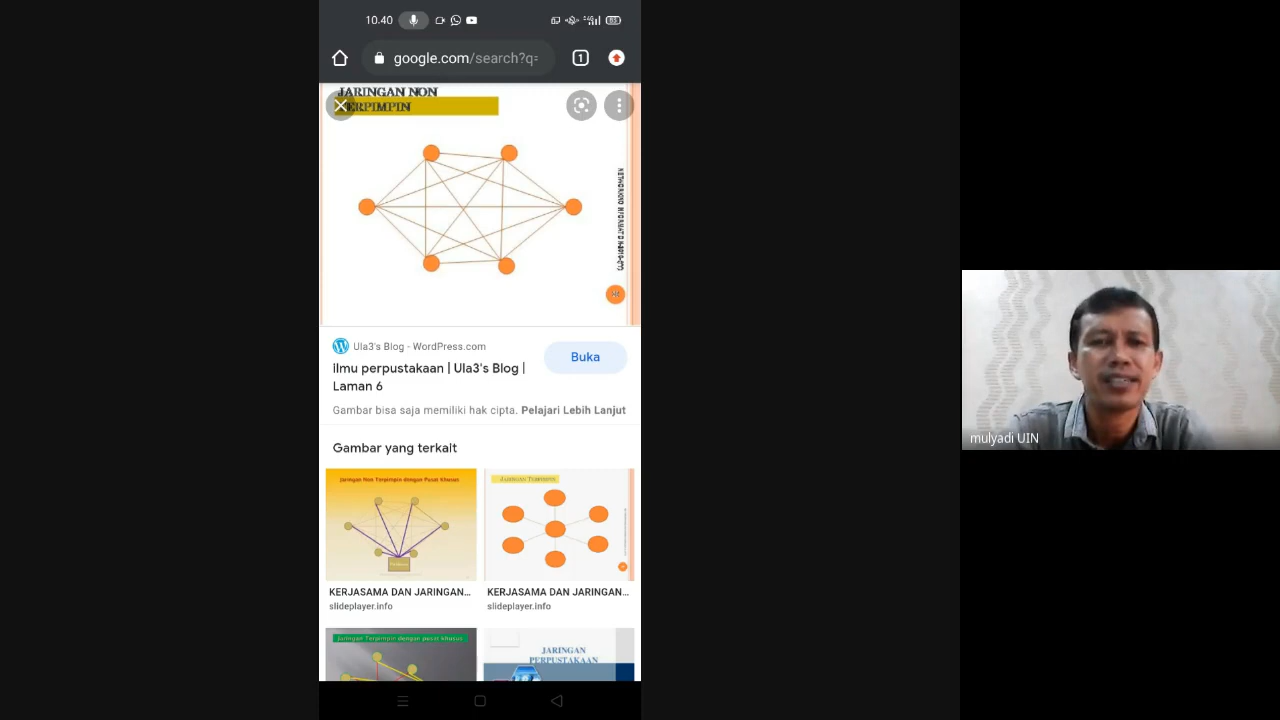 10.40
google.com/search?q=
1
JARINGAN NON
TERPIMPIN
Ula3's Blog - WordPress.com
ilmu perpustakaan | Ula3's Blog |
Laman 6
Buka
Gambar bisa saja memiliki hak cipta. Pelajari Lebih Lanjut
Gambar yang terkait
Jaringan Non Terpimpin dengan Pusat Khusus
JARINGAN TERPIMPIN
KERJASAMA DAN JARINGAN...
slideplayer.info
KERJASAMA DAN JARINGAN...
slideplayer.info
Jaringan Terpimpin dengan pusat khusus
JARINGAN
PERPUSTAKAAN
mulyadi UIN